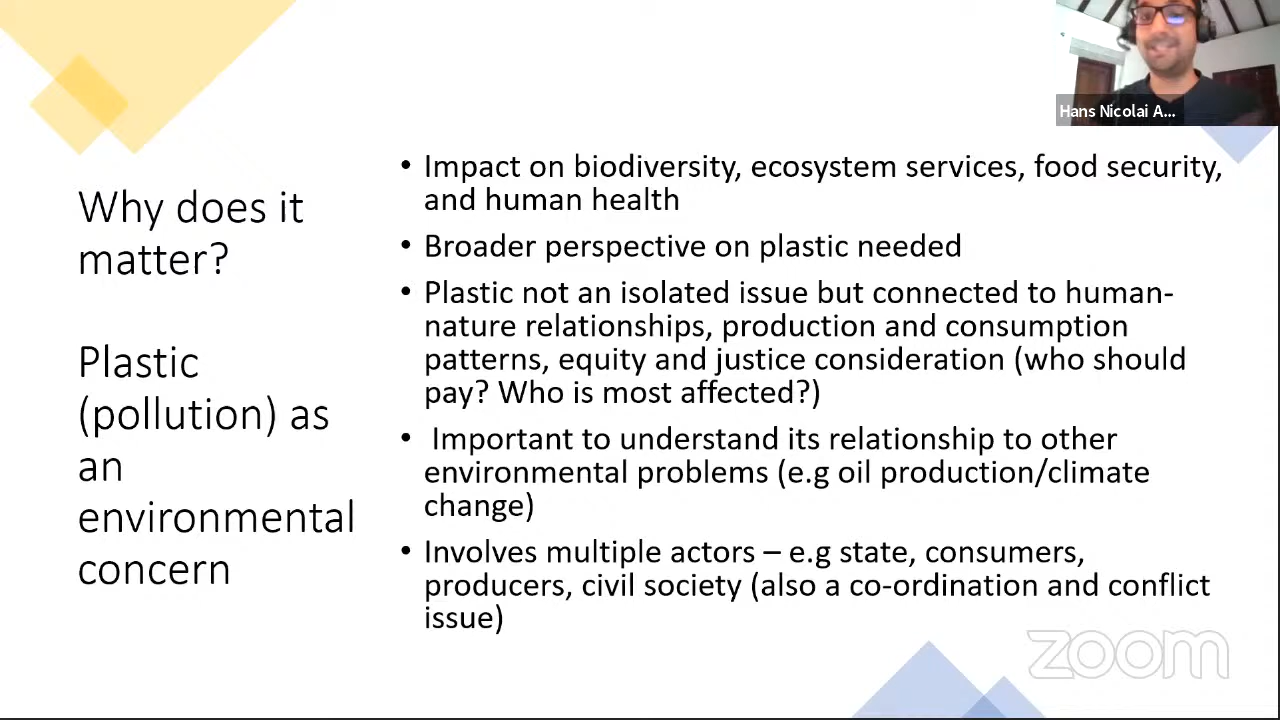 Hans Nicolai A...
Why does it
matter?
Plastic
(pollution) as
an
environmental
concern
• Impact on biodiversity, ecosystem services, food security,
and human health
• Broader perspective on plastic needed
• Plastic not an isolated issue but connected to human-
nature relationships, production and consumption
patterns, equity and justice consideration (who should
pay? Who is most affected?)
• Important to understand its relationship to other
environmental problems (e.g oil production/climate
change)
• Involves multiple actors – e.g state, consumers,
producers, civil society (also a co-ordination and conflict
issue)
zoom